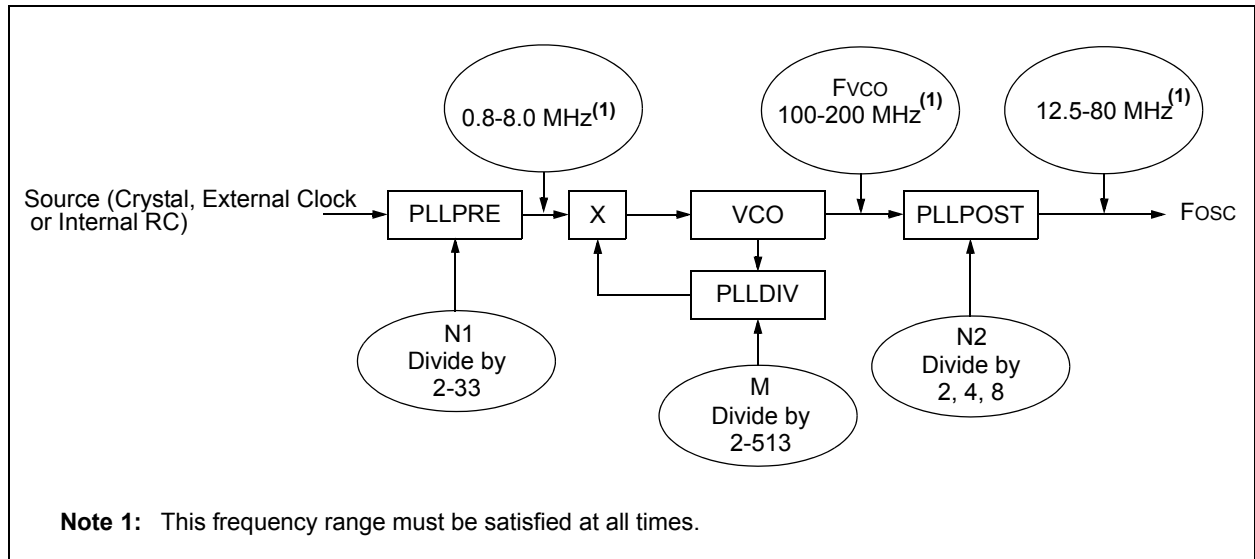 0.8-8.0 MHz(1)
FVCO
100-200 MHz(1)
12.5-80 MHz(1)
Source (Crystal, External Clock
or Internal RC)
PLLPRE
X
VCO
PLLPOST
FOSC
PLLDIV
N1
Divide by
2-33
M
Divide by
2-513
N2
Divide by
2, 4, 8
Note 1: This frequency range must be satisfied at all times.